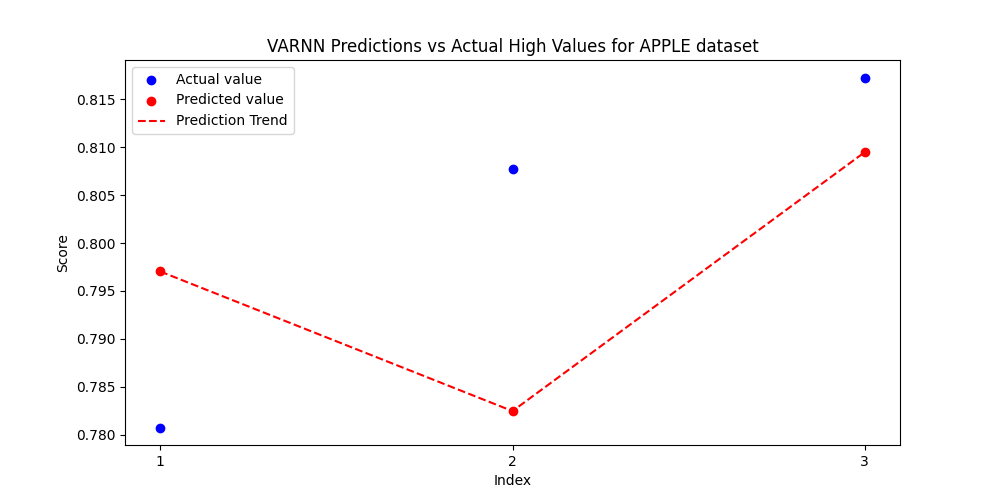 VARNN Predictions vs Actual High Values for APPLE dataset
Actual value
Predicted value
Prediction Trend
0.815
0.810
0.805
0.800
0.795
0.790
0.785
0.780
Score
1
2
3
Index